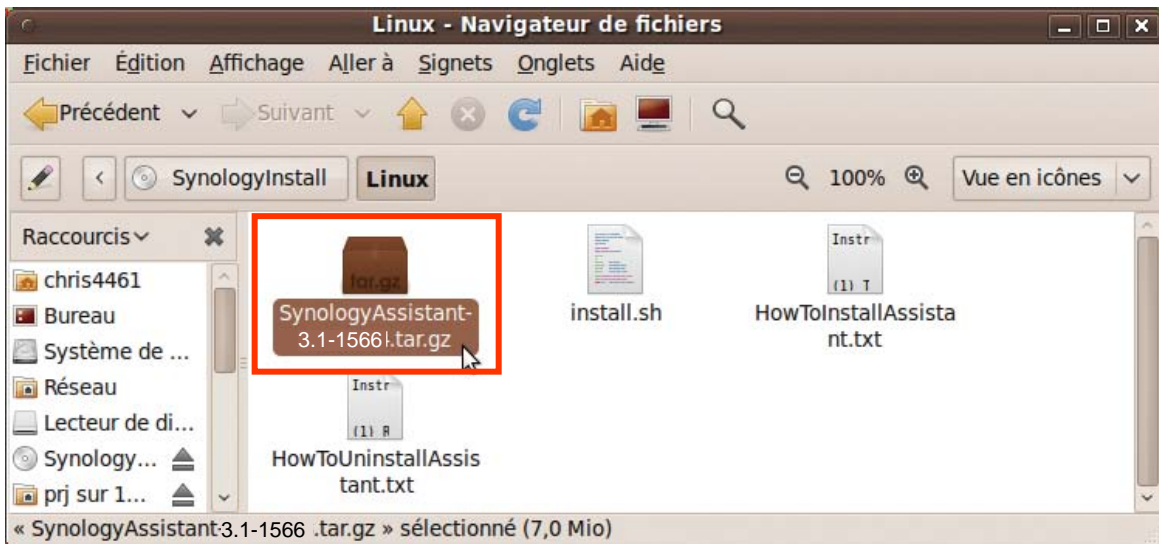 Linux - Navigateur de fichiers
Fichier Édition Affichage Aller à Signets Onglets Aide
Précédent Suivant
SynologyInstall Linux 100% Vue en icônes
Raccourcis
chris4461
Bureau
Système de ...
Réseau
Lecteur de di...
Synology...
prj sur 1...
tar.gz
SynologyAssistant-
3.1-1566.tar.gz
install.sh
Instr
(1) T
HowToInstallAssista
nt.txt
Instr
(1) R
HowToUninstallAssis
tant.txt
« SynologyAssistant-3.1-1566 .tar.gz » sélectionné (7,0 Mio)